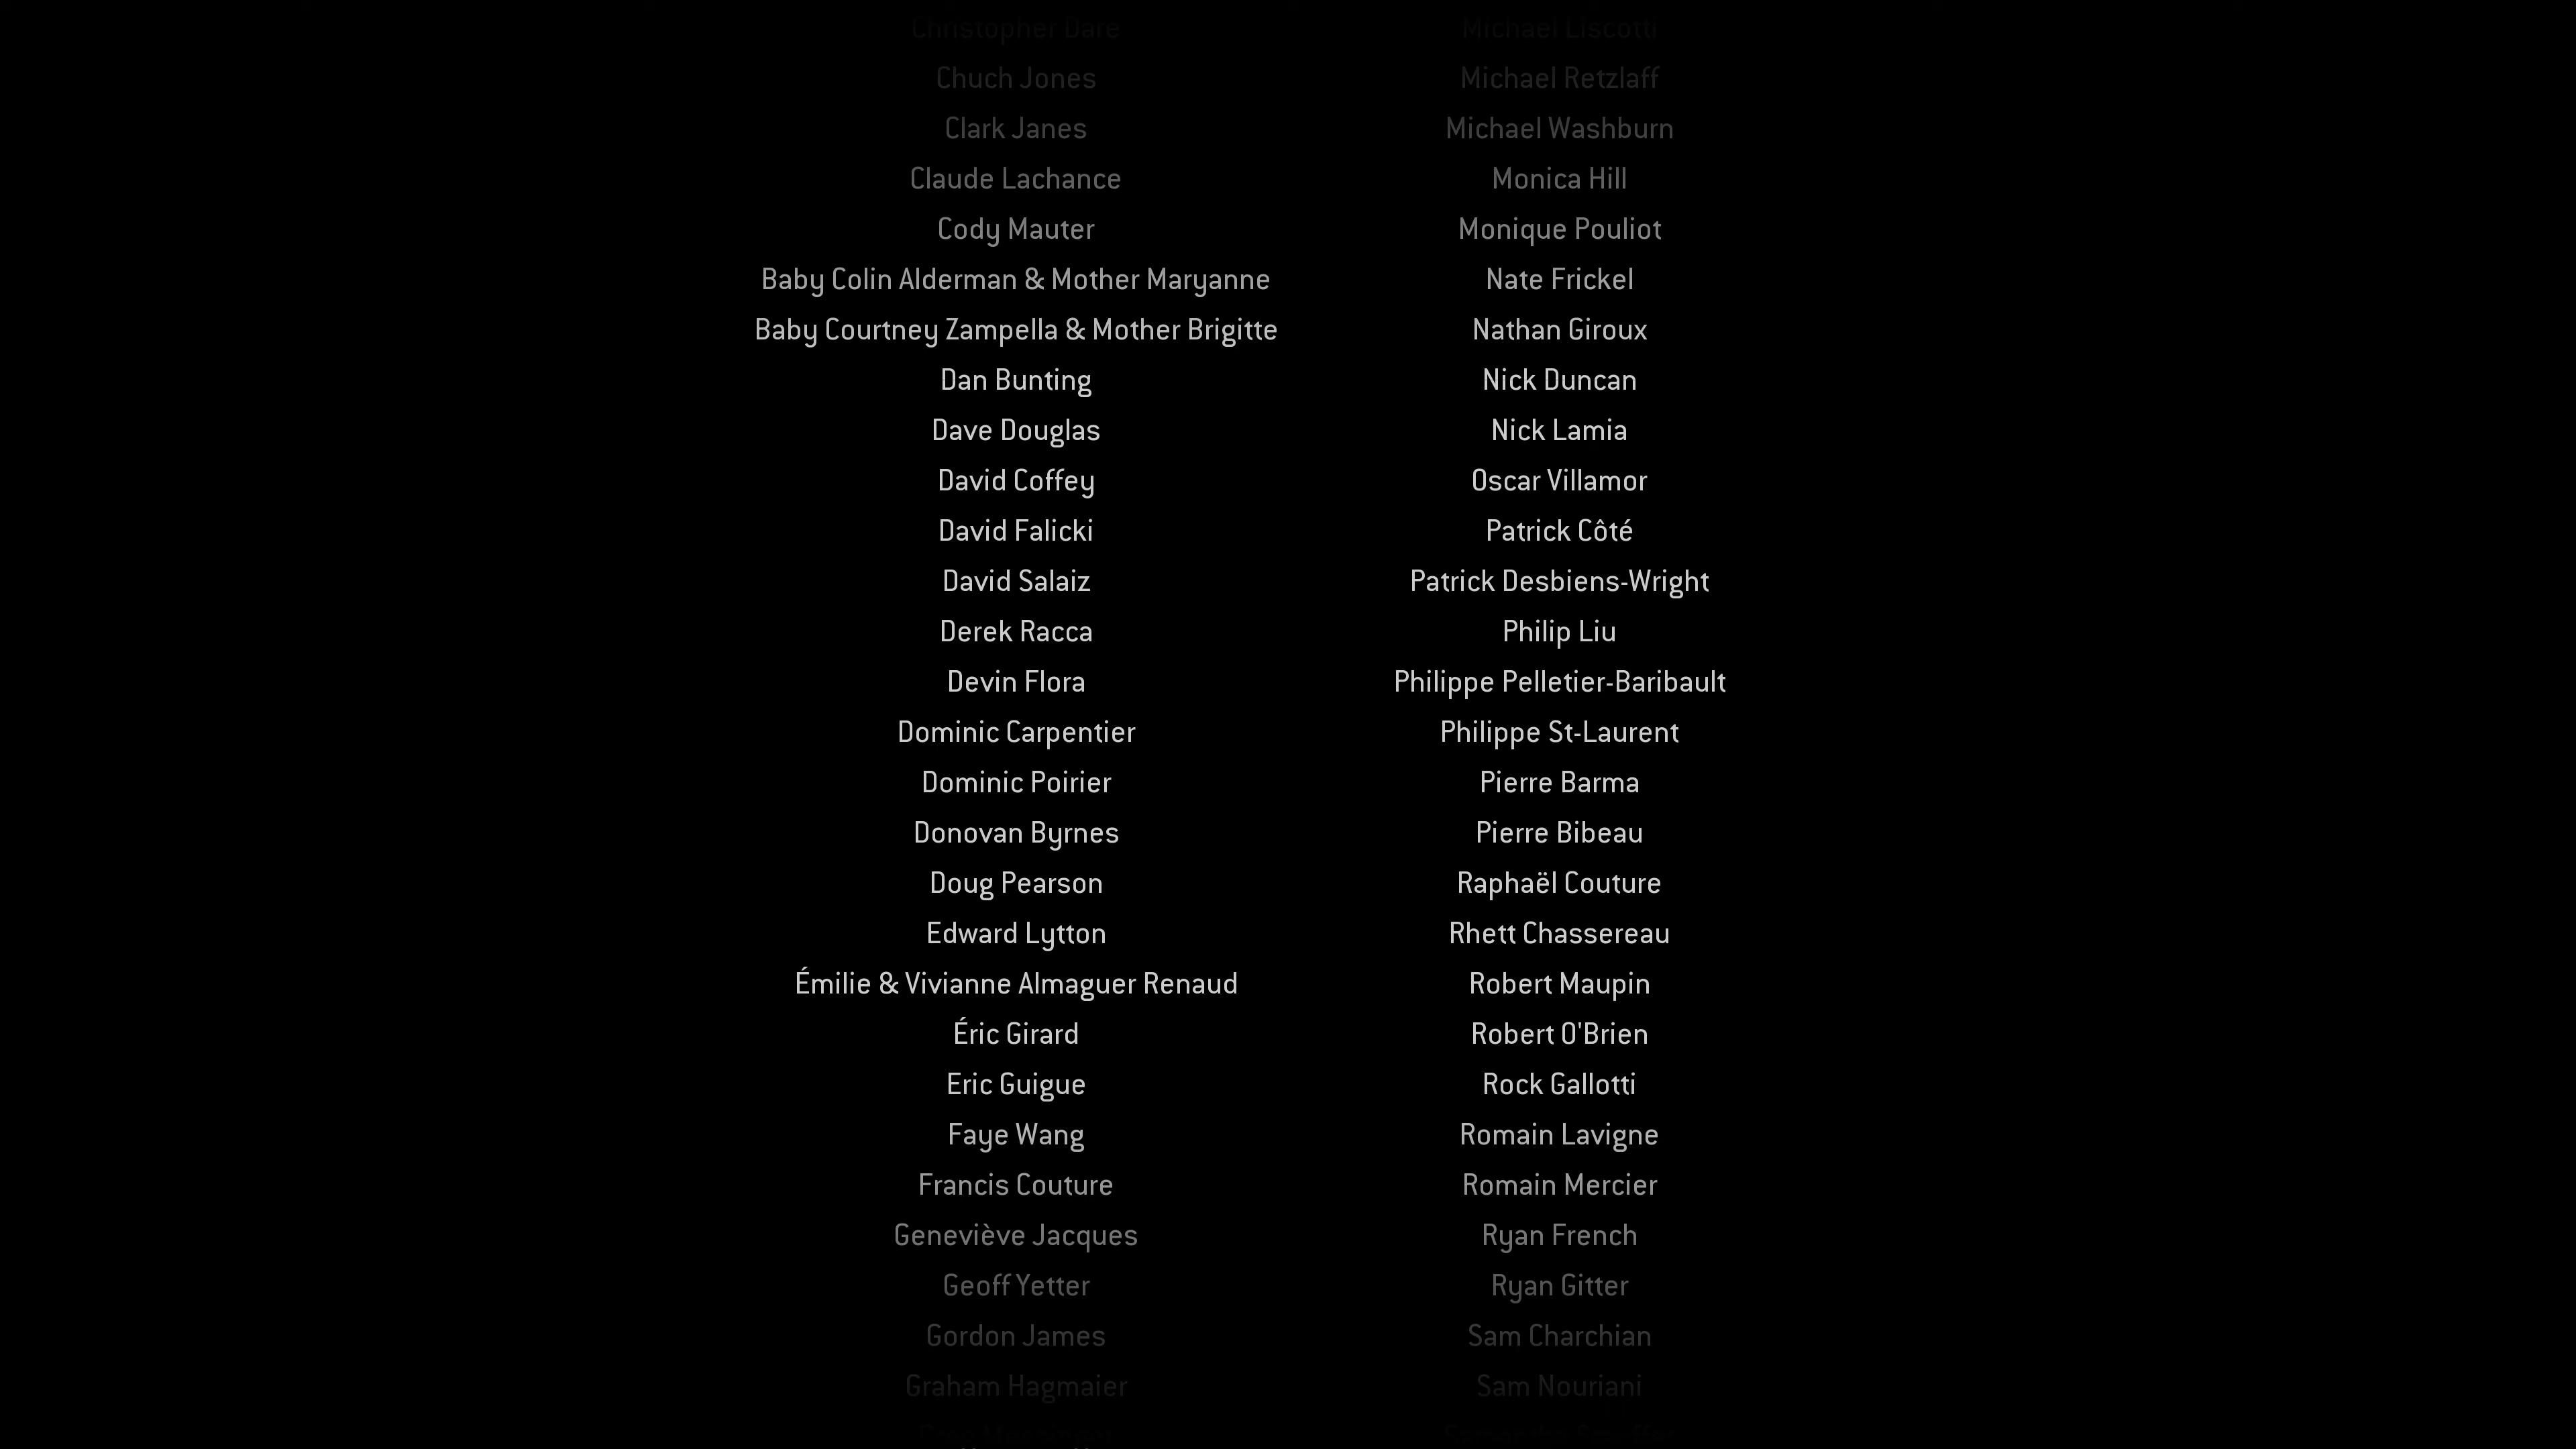 Christopher Dare
Chuch Jones
Clark Janes
Claude Lachance
Cody Mauter
Baby Colin Alderman & Mother Maryanne
Baby Courtney Zampella & Mother Brigitte
Dan Bunting
Dave Douglas
David Coffey
David Falicki
David Salaiz
Derek Racca
Devin Flora
Dominic Carpentier
Dominic Poirier
Donovan Byrnes
Doug Pearson
Edward Lytton
Émilie & Vivianne Almaguer Renaud
Éric Girard
Eric Guigue
Faye Wang
Francis Couture
Geneviève Jacques
Geoff Yetter
Gordon James
Graham Hagmaier
Michael Liscotti
Michael Retzlaff
Michael Washburn
Monica Hill
Monique Pouliot
Nate Frickel
Nathan Giroux
Nick Duncan
Nick Lamia
Oscar Villamor
Patrick Côté
Patrick Desbiens-Wright
Philip Liu
Philippe Pelletier-Baribault
Philippe St-Laurent
Pierre Barma
Pierre Bibeau
Raphaël Couture
Rhett Chassereau
Robert Maupin
Robert O'Brien
Rock Gallotti
Romain Lavigne
Romain Mercier
Ryan French
Ryan Gitter
Sam Charchian
Sam Nouriani